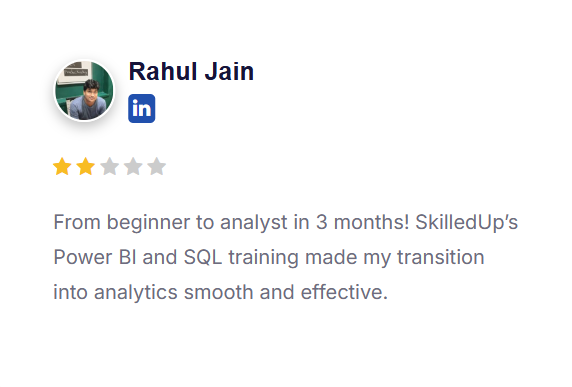 Rahul Jain
in
From beginner to analyst in 3 months! SkilledUp’s
Power BI and SQL training made my transition
into analytics smooth and effective.